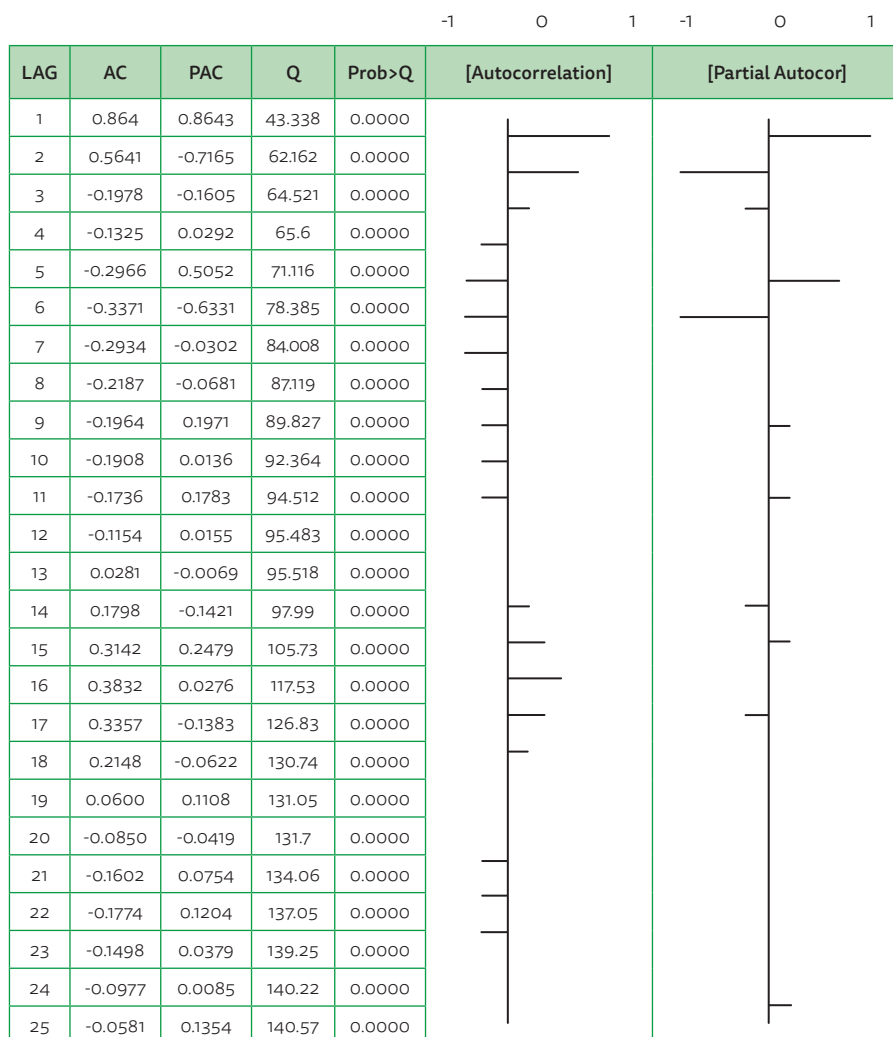 -1 0 1 -1 0 1
LAG AC PAC Q Prob>Q [Autocorrelation] [Partial Autocor]
1 0.864 0.8643 43.338 0.0000
2 0.5641 -0.7165 62.162 0.0000
3 -0.1978 -0.1605 64.521 0.0000
4 -0.1325 0.0292 65.6 0.0000
5 -0.2966 0.5052 71.116 0.0000
6 -0.3371 -0.6331 78.385 0.0000
7 -0.2934 -0.0302 84.008 0.0000
8 -0.2187 -0.0681 87.119 0.0000
9 -0.1964 0.1971 89.827 0.0000
10 -0.1908 0.0136 92.364 0.0000
11 -0.1736 0.1783 94.512 0.0000
12 -0.1154 0.0155 95.483 0.0000
13 0.0281 -0.0069 95.518 0.0000
14 0.1798 -0.1421 97.99 0.0000
15 0.3142 0.2479 105.73 0.0000
16 0.3832 0.0276 117.53 0.0000
17 0.3357 -0.1383 126.83 0.0000
18 0.2148 -0.0622 130.74 0.0000
19 0.0600 0.1108 131.05 0.0000
20 -0.0850 -0.0419 131.7 0.0000
21 -0.1602 0.0754 134.06 0.0000
22 -0.1774 0.1204 137.05 0.0000
23 -0.1498 0.0379 139.25 0.0000
24 -0.0977 0.0085 140.22 0.0000
25 -0.0581 0.1354 140.57 0.0000